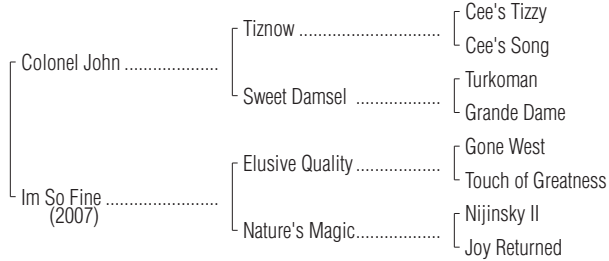 Cee's Tizzy
Tiznow ........................
Cee's Song
Colonel John ....................
Turkoman
Sweet Damsel ..................
Grande Dame
Gone West
Elusive Quality ..................
Touch of Greatness
Im So Fine ........................
(2007)
Nijinsky II
Nature's Magic..................
Joy Returned